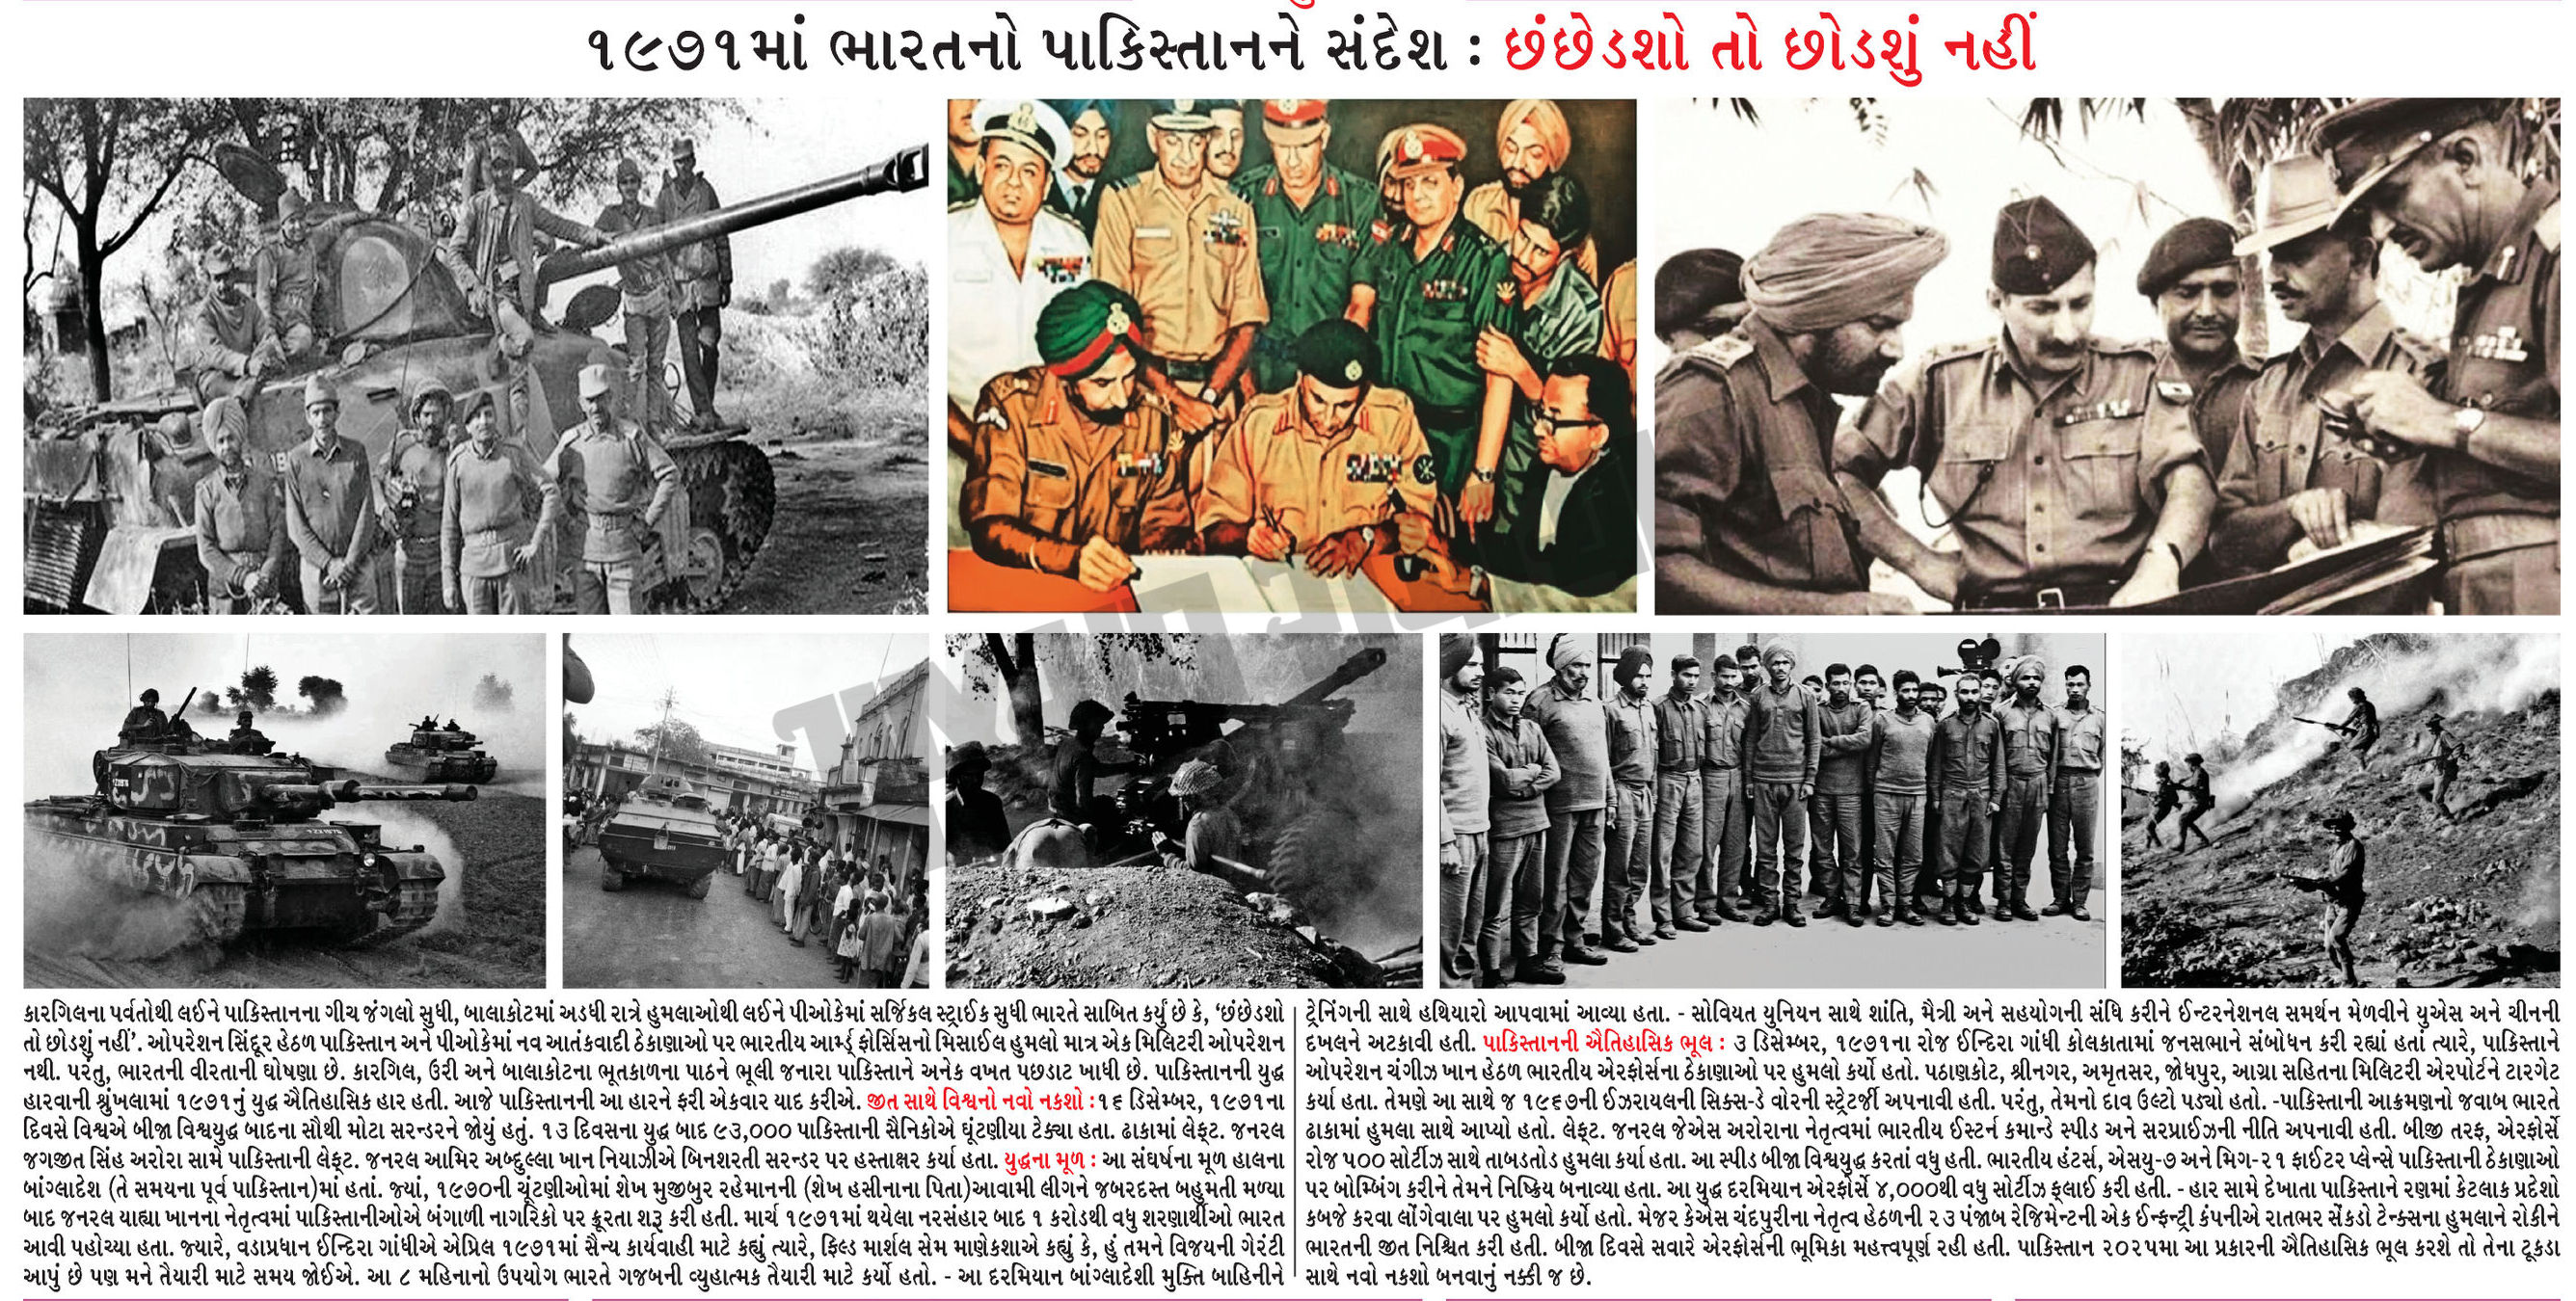 ૧૯૭૧માં ભારતનો પાકિસ્તાનને સંદેશ : છંછેડશો તો છોડશું નહીં
કારગિલના પર્વતોથી લઈને પાકિસ્તાનના ગીચ જંગલો સુધી, બાલાકોટમાં અડધી રાત્રે હુમલાઓથી લઈને પીઓકેમાં સર્જિકલ સ્ટ્રાઈક સુધી ભારતે સાબિત કર્યું છે કે, ‘છંછેડશો
તો છોડશું નહીં’. ઓપરેશન સિંદૂર હેઠળ પાકિસ્તાન અને પીઓકેમાં નવ આતંકવાદી ઠેકાણાઓ પર ભારતીય આર્મ્ડ ફોર્સિસનો મિસાઈલ હુમલો માત્ર એક મિલિટરી ઓપરેશન
નથી. પરંતુ, ભારતની વીરતાની ઘોષણા છે. કારગિલ, ઉરી અને બાલાકોટના ભૂતકાળના પાઠને ભૂલી જનારા પાકિસ્તાને અનેક વખત પછડાટ ખાધી છે. પાકિસ્તાનની યુદ્ધ
હારવાની શ્રૃંખલામાં ૧૯૭૧નું યુદ્ધ ઐતિહાસિક હાર હતી. આજે પાકિસ્તાનની આ હારને ફરી એકવાર યાદ કરીએ. જીત સાથે વિશ્વનો નવો નકશો :૧૬ ડિસેમ્બર, ૧૯૭૧ના
દિવસે વિશ્વએ બીજા વિશ્વયુદ્ધ બાદના સૌથી મોટા સરન્ડરને જોયું હતું. ૧૩ દિવસના યુદ્ધ બાદ ૯૩,૦૦૦ પાકિસ્તાની સૈનિકોએ ઘૂંટણીયા ટેક્યા હતા. ઢાકામાં લેફ્ટ. જનરલ
જગજીત સિંહ અરોરા સામે પાકિસ્તાની લેફ્ટ. જનરલ આમિર અબ્દુલ્લા ખાન નિયાઝીએ બિનશરતી સરન્ડર પર હસ્તાક્ષર કર્યા હતા. યુદ્ધના મૂળ : આ સંઘર્ષના મૂળ હાલના
બાંગ્લાદેશ (તે સમયના પૂર્વ પાકિસ્તાન)માં હતાં. જ્યાં, ૧૯૭૦ની ચૂંટણીઓમાં શેખ મુજીબુર રહેમાનની (શેખ હસીનાના પિતા)આવામી લીગને જબરદસ્ત બહુમતી મળ્યા
બાદ જનરલ યાહ્યા ખાનના નેતૃત્વમાં પાકિસ્તાનીઓએ બંગાળી નાગરિકો પર ક્રૂરતા શરૂ કરી હતી. માર્ચ ૧૯૭૧માં થયેલા નરસંહાર બાદ ૧ કરોડથી વધુ શરણાર્થીઓ ભારત
આવી પહોચ્યા હતા. જ્યારે, વડાપ્રધાન ઈન્દિરા ગાંધીએ એપ્રિલ ૧૯૭૧માં સૈન્ય કાર્યવાહી માટે કહ્યું ત્યારે, ફિલ્ડ માર્શલ સેમ માણેકશાએ કહ્યું કે, હું તમને વિજયની ગેરંટી
આપું છે પણ મને તૈયારી માટે સમય જોઈએ. આ ૮ મહિનાનો ઉપયોગ ભારતે ગજબની વ્યુહાત્મક તૈયારી માટે કર્યો હતો. - આ દરમિયાન બાંગ્લાદેશી મુક્તિ બાહિનીને
ટ્રેનિંગની સાથે હથિયારો આપવામાં આવ્યા હતા. - સોવિયત યુનિયન સાથે શાંતિ, મૈત્રી અને સહયોગની સંધિ કરીને ઈન્ટરનેશનલ સમર્થન મેળવીને યુએસ અને ચીનની
દખલને અટકાવી હતી. પાકિસ્તાનની ઐતિહાસિક ભૂલ : ૩ ડિસેમ્બર, ૧૯૭૧ના રોજ ઈન્દિરા ગાંધી કોલકાતામાં જનસભાને સંબોધન કરી રહ્યાં હતાં ત્યારે, પાકિસ્તાને
ઓપરેશન ચંગીઝ ખાન હેઠળ ભારતીય એરફોર્સના ઠેકાણાઓ પર હુમલો કર્યો હતો. પઠાણકોટ, શ્રીનગર, અમૃતસર, જોધપુર, આગ્રા સહિતના મિલિટરી એરપોર્ટને ટારગેટ
કર્યા હતા. તેમણે આ સાથે જ ૧૯૬૭ની ઈઝરાયલની સિક્સ-ડે વોરની સ્ટ્રેટર્જી અપનાવી હતી. પરંતુ, તેમનો દાવ ઉલ્ટો પડ્યો હતો. -પાકિસ્તાની આક્રમણનો જવાબ ભારતે
ઢાકામાં હુમલા સાથે આપ્યો હતો. લેફ્ટ. જનરલ જેએસ અરોરાના નેતૃત્વમાં ભારતીય ઈસ્ટર્ન કમાન્ડે સ્પીડ અને સરપ્રાઈઝની નીતિ અપનાવી હતી. બીજી તરફ, એરફોર્સે
રોજ ૫૦૦ સોર્ટીઝ સાથે તાબડતોડ હુમલા કર્યા હતા. આ સ્પીડ બીજા વિશ્વયુદ્ધ કરતાં વધુ હતી. ભારતીય હંટર્સ, એસયુ-૭ અને મિગ-૨૧ ફાઈટર પ્લેન્સે પાકિસ્તાની ઠેકાણાઓ
પર બોમ્બિંગ કરીને તેમને નિષ્ક્રિય બનાવ્યા હતા. આ યુદ્ધ દરમિયાન એરફોર્સે ૪,૦૦૦થી વધુ સોર્ટીઝ ફ્લાઈ કરી હતી. - હાર સામે દેખાતા પાકિસ્તાને રણમાં કેટલાક પ્રદેશો
કબજે કરવા લોંગેવાલા પર હુમલો કર્યો હતો. મેજર કેએસ ચંદપુરીના નેતૃત્વ હેઠળની ૨૩ પંજાબ રેજિમેન્ટની એક ઈન્ફન્ટ્રી કંપનીએ રાતભર સેંકડો ટેન્ક્સના હુમલાને રોકીને
ભારતની જીત નિશ્ચિત કરી હતી. બીજા દિવસે સવારે એરફોર્સની ભૂમિકા મહત્ત્વપૂર્ણ રહી હતી. પાકિસ્તાન ૨૦૨૫મા આ પ્રકારની ઐતિહાસિક ભૂલ કરશે તો તેના ટૂકડા
સાથે નવો નકશો બનવાનું નક્કી જ છે.